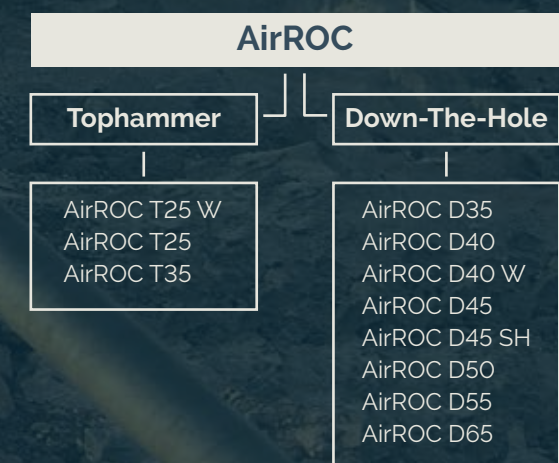 AirROC
Tophammer
AirROC T25 W
AirROC T25
AirROC T35
Down-The-Hole
AirROC D35
AirROC D40
AirROC D40 W
AirROC D45
AirROC D45 SH
AirROC D50
AirROC D55
AirROC D65